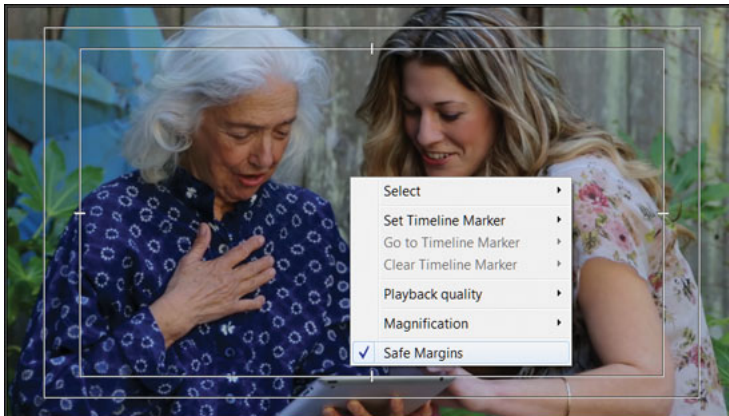 Select
Set Timeline Marker
Go to Timeline Marker
Clear Timeline Marker
Playback quality
Magnification
Safe Margins